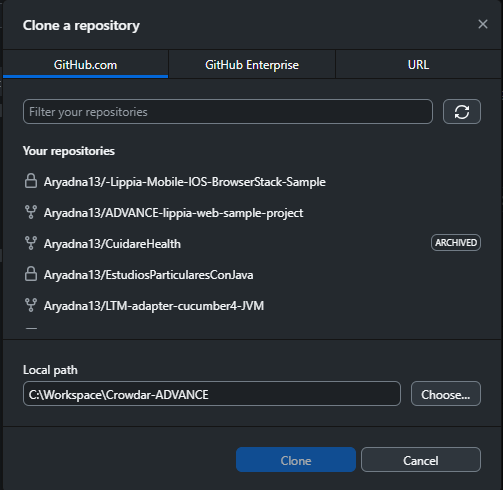 Clone a repository
GitHub.com
GitHub Enterprise
URL
Filter your repositories
Your repositories
Aryadna13/-Lippia-Mobile-IOS-BrowserStack-Sample
Aryadna13/ADVANCE-lippia-web-sample-project
Aryadna13/CuidareHealth
ARCHIVED
Aryadna13/EstudiosParticularesConJava
Aryadna13/LTM-adapter-cucumber4-JVM
Local path
C:\Workspace\Crowdar-ADVANCE
Choose...
Clone
Cancel